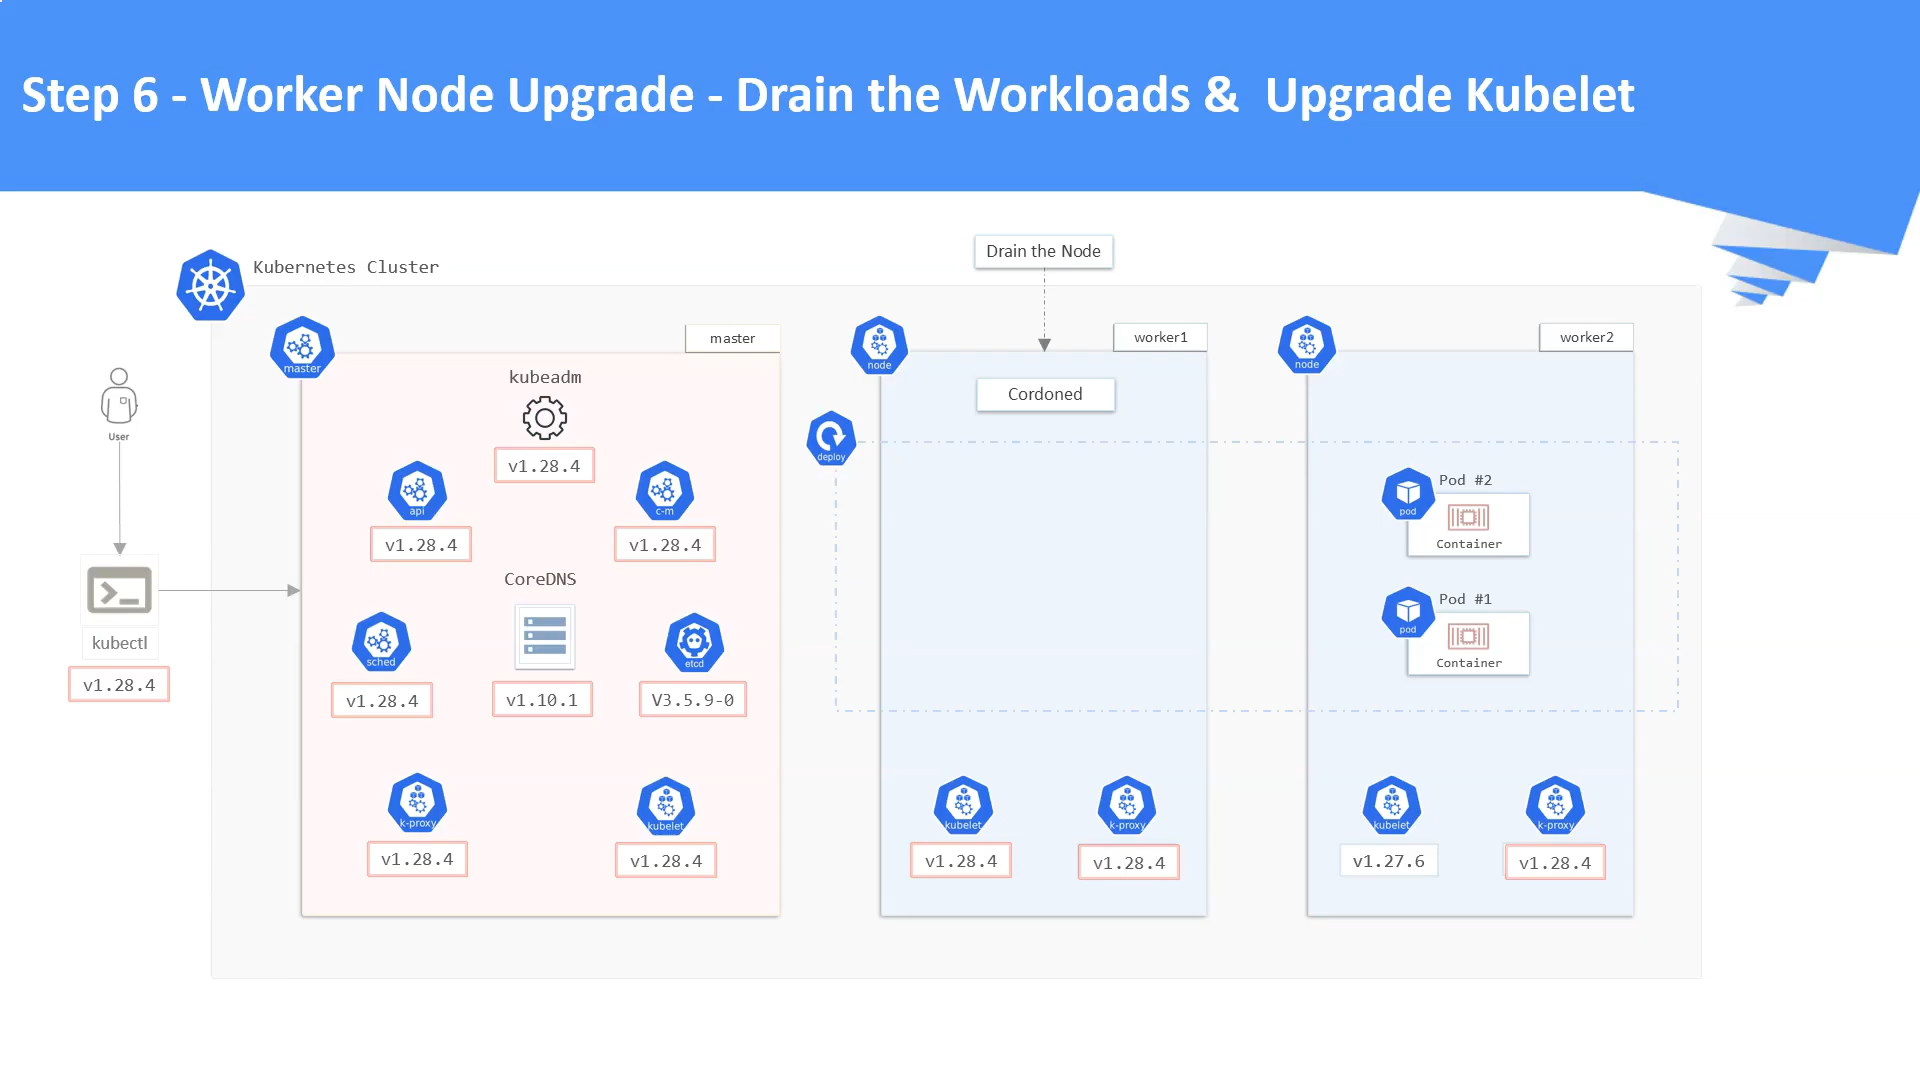 Step 6 - Worker Node Upgrade - Drain the Workloads &  Upgrade Kubelet
Drain the Node
Kubernetes Cluster
master
worker1
worker2
master
node
node
kubeadm
Cordoned
v1.28.4
User
deploy
api
c-m
v1.28.4
v1.28.4
Pod #2
pod
Container
CoreDNS
Pod #1
pod
Container
kubectl
v1.28.4
sched
etcd
v1.28.4
v1.10.1
V3.5.9-0
k-proxy
kubelet
v1.28.4
v1.28.4
kubelet
k-proxy
v1.28.4
v1.28.4
kubelet
k-proxy
v1.27.6
v1.28.4